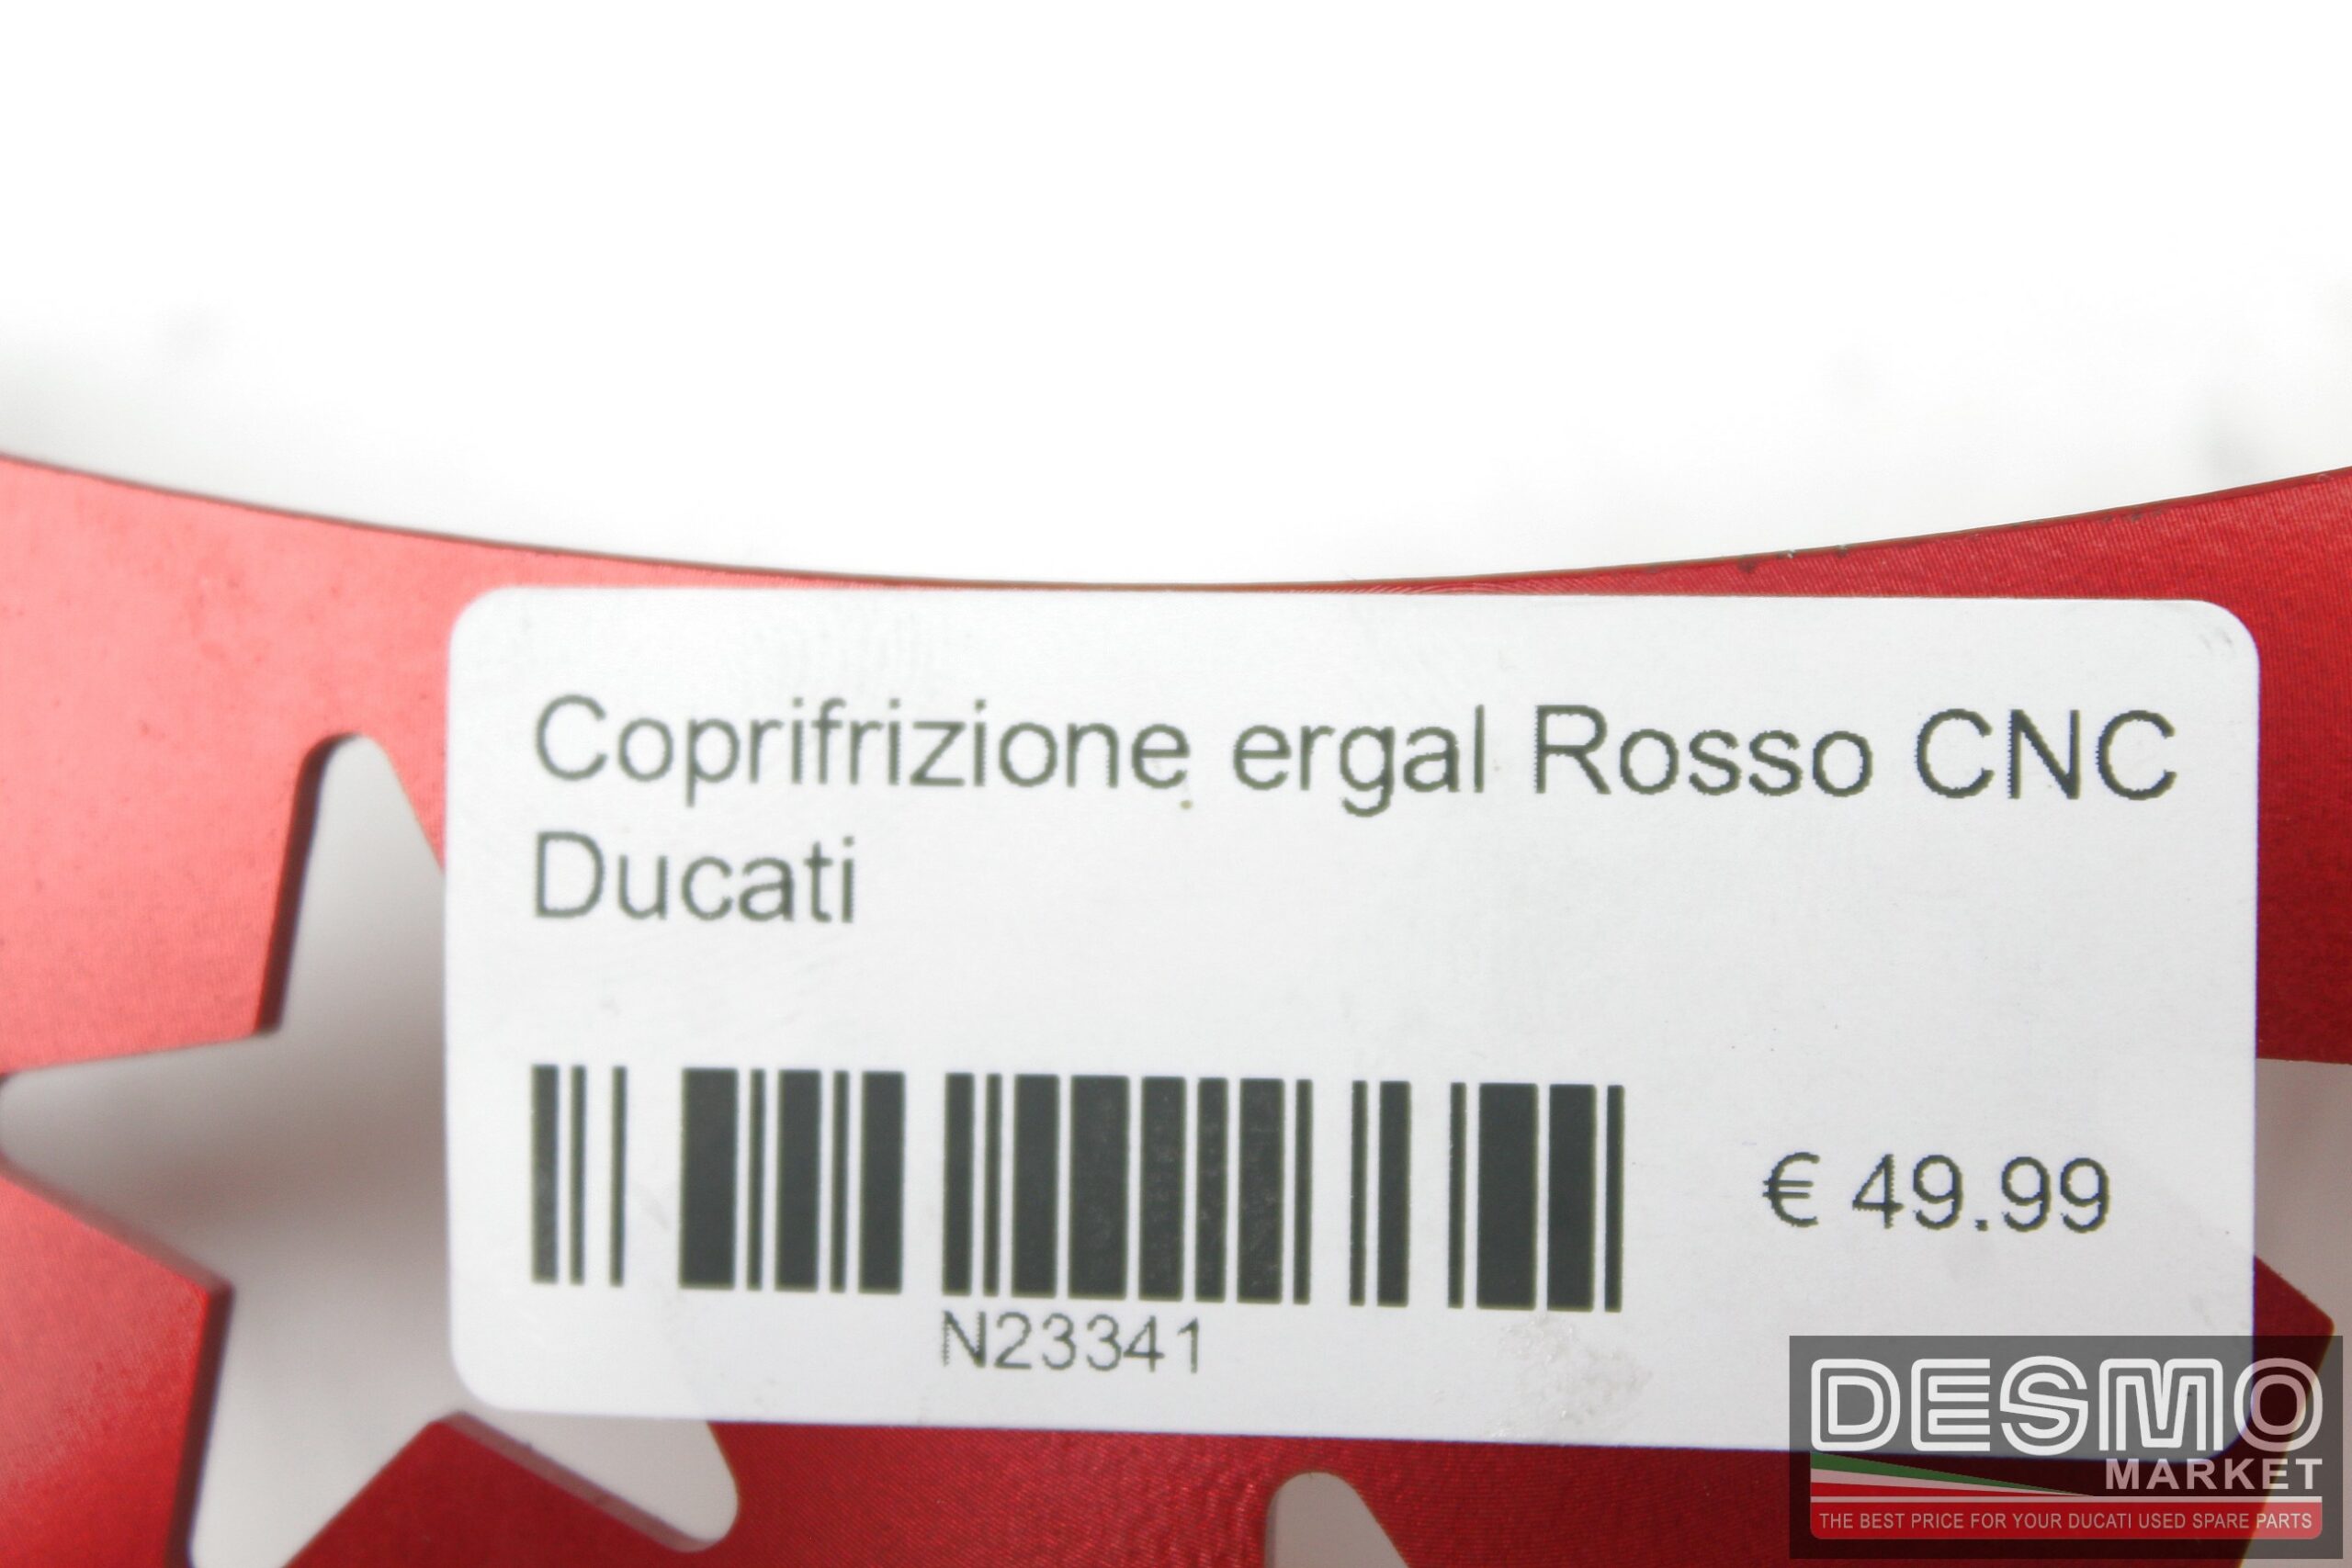 Coprifrizione ergal Rosso CNC
Ducati
€ 49.99
N23341
DESMO
MARKET
THE BEST PRICE FOR YOUR DUCATI USED SPARE PARTS